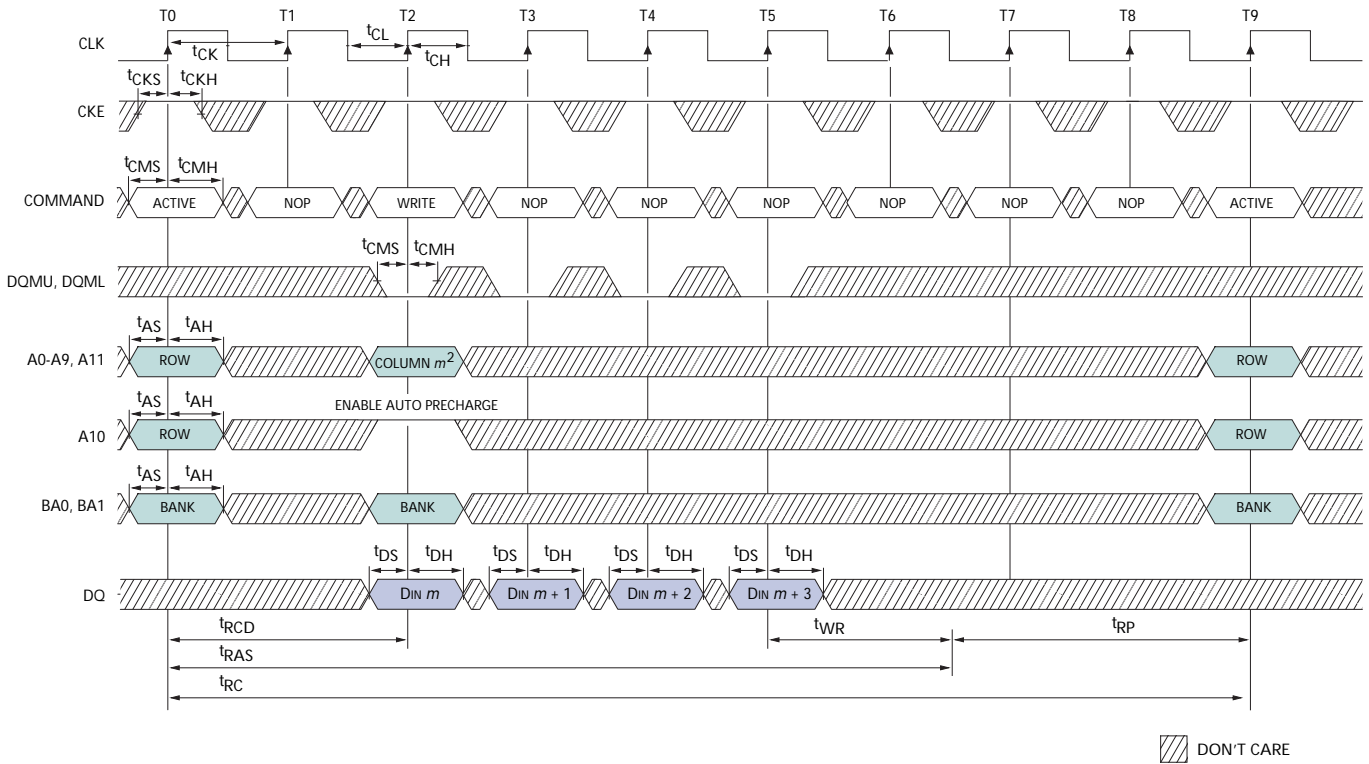 T0 T1 T2 T3 T4 T5 T6 T7 T8 T9
CLK
tCK tCL tCH
tCKS tCKH
CKE
tCMS tCMH
COMMAND ACTIVE NOP WRITE NOP NOP NOP NOP NOP NOP ACTIVE
tCMS tCMH
DQMU, DQML
tAS tAH
A0-A9, A11 ROW COLUMN m2 ROW
tAS tAH
ENABLE AUTO PRECHARGE
A10 ROW ROW
tAS tAH
BA0, BA1 BANK BANK BANK
tDS tDH tDS tDH tDS tDH tDS tDH
DQ DIN m DIN m + 1 DIN m + 2 DIN m + 3
tRCD tWR tRP
tRAS
tRC
DON'T CARE